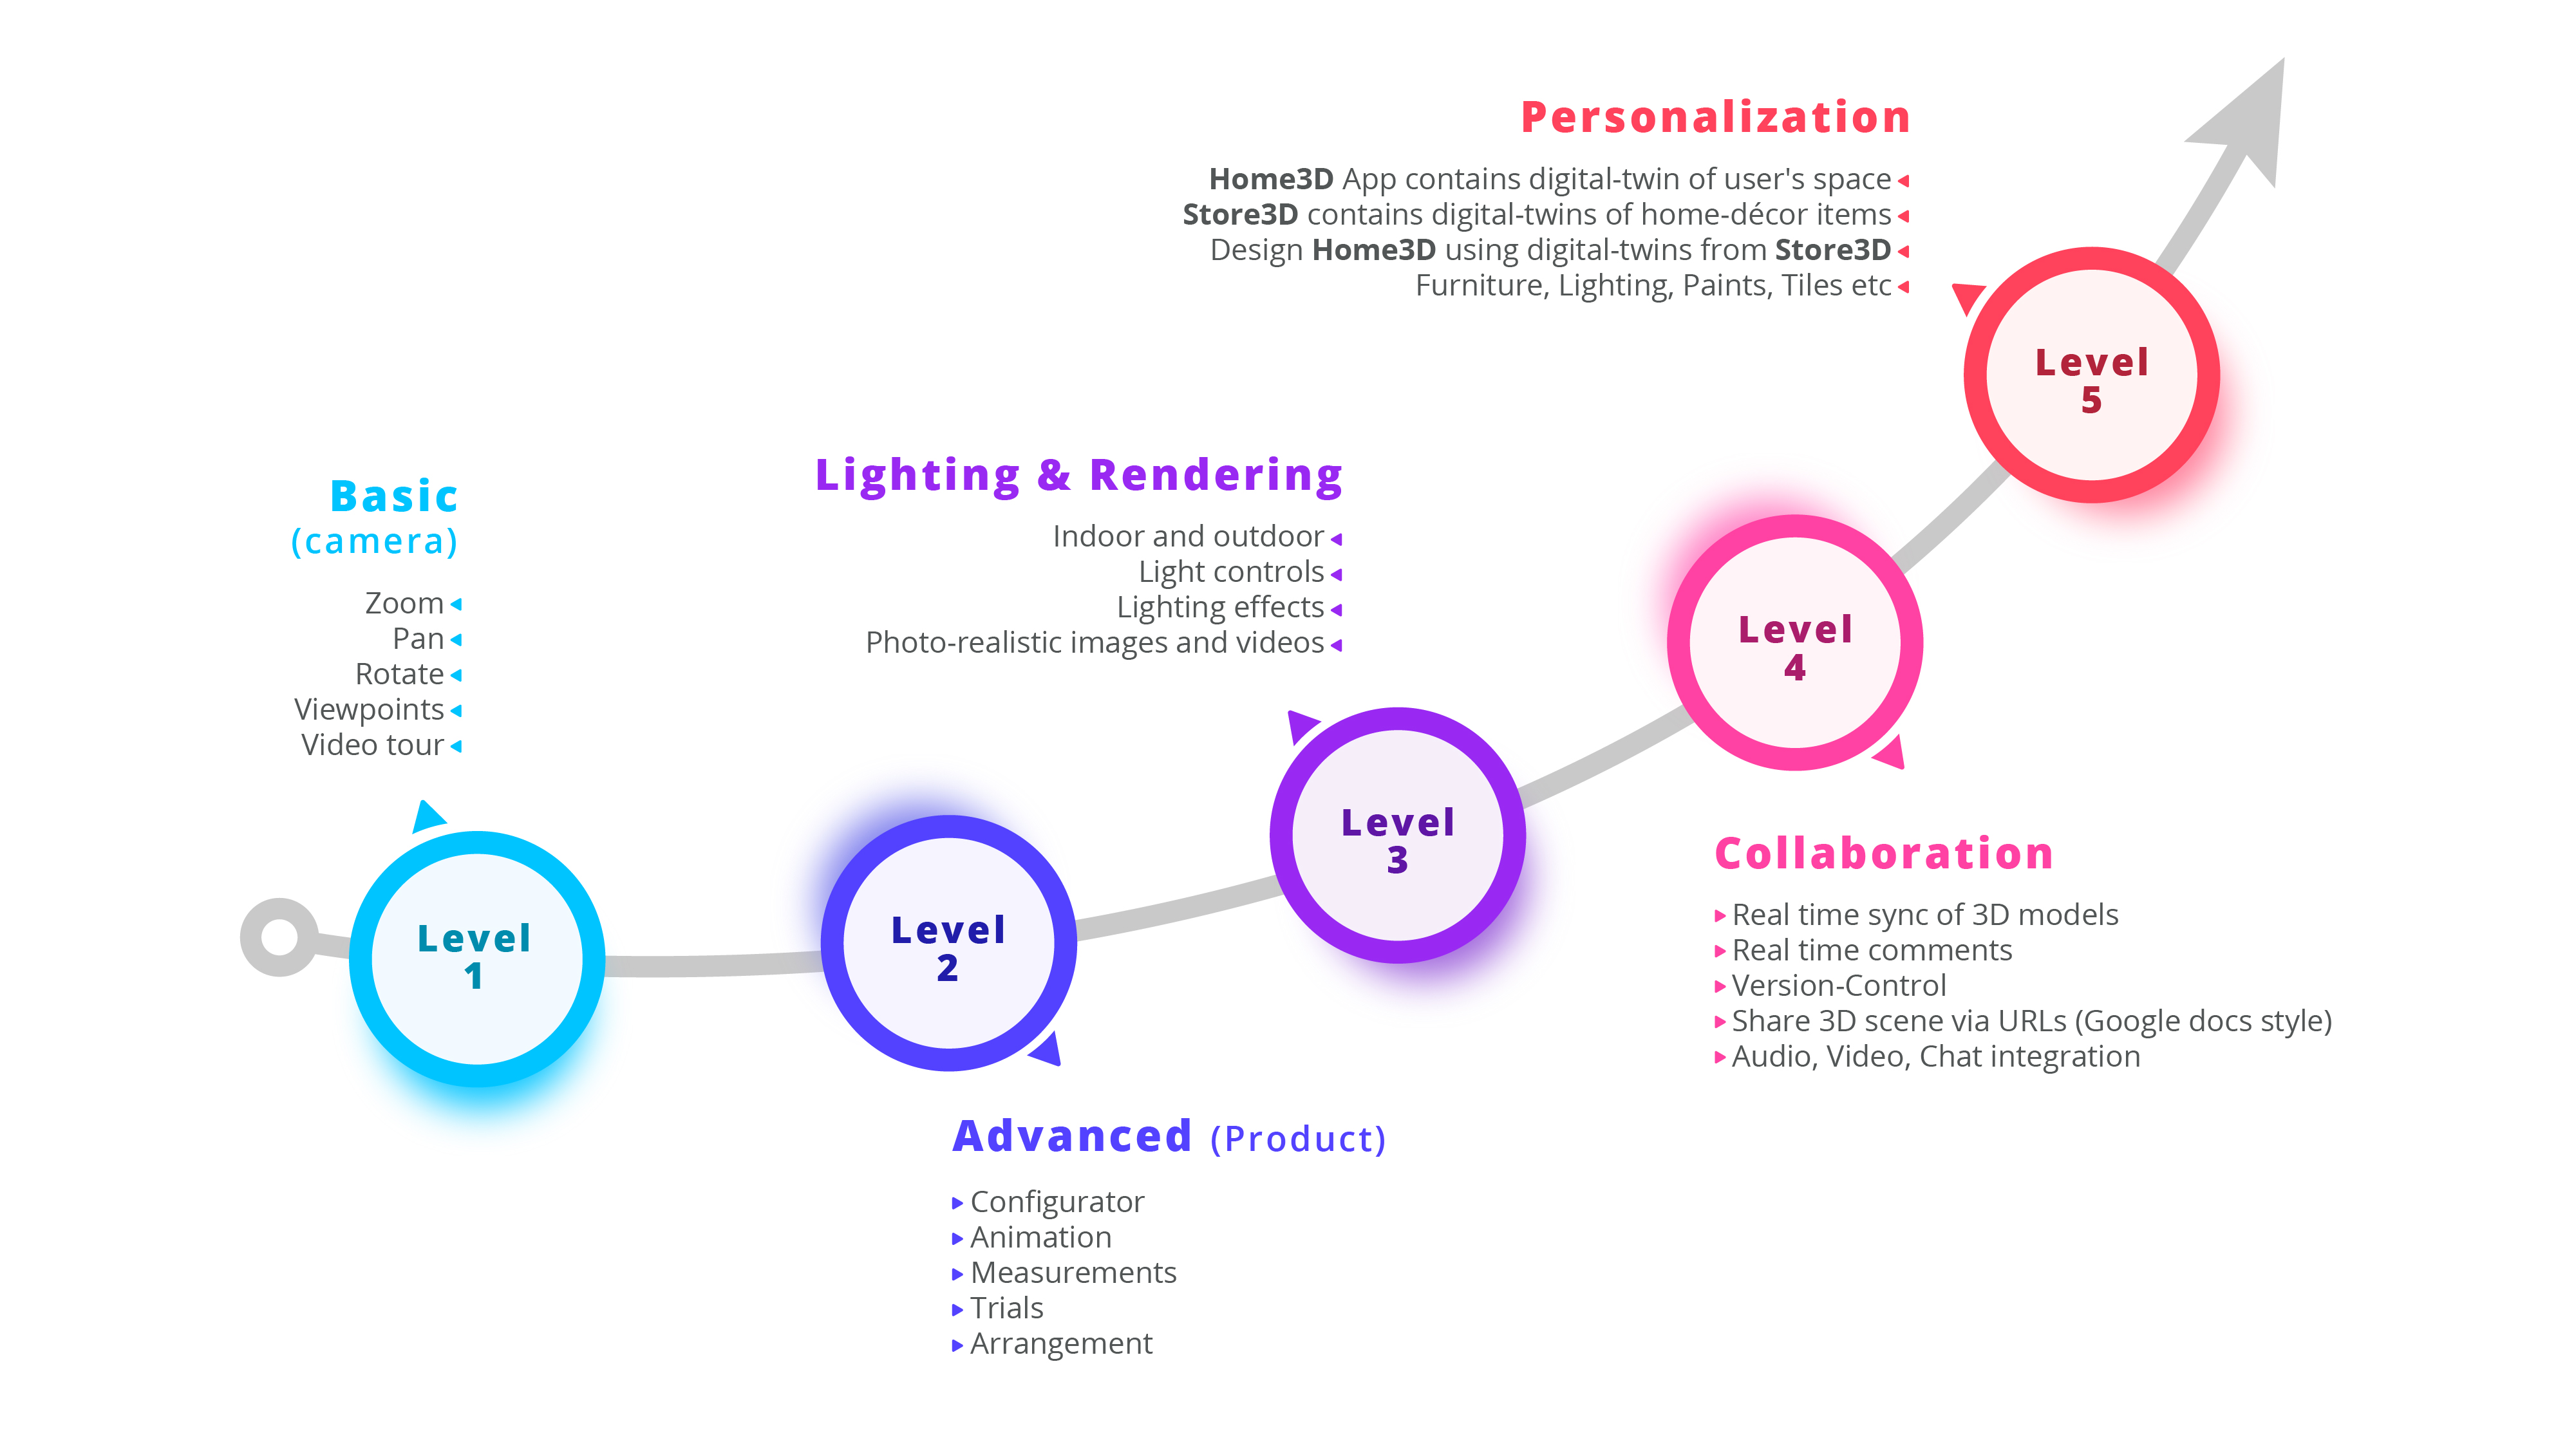 Basic
(camera)
Zoom
Pan
Rotate
Viewpoints
Video tour
Level
1
Level
2
Advanced (Product)
Configurator
Animation
Measurements
Trials
Arrangement
Lighting & Rendering
Indoor and outdoor
Light controls
Lighting effects
Photo-realistic images and videos
Level
3
Level
4
Collaboration
Real time sync of 3D models
Real time comments
Version-Control
Share 3D scene via URLs (Google docs style)
Audio, Video, Chat integration
Personalization
Home3D App contains digital-twin of user's space
Store3D contains digital-twins of home-décor items
Design Home3D using digital-twins from Store3D
Furniture, Lighting, Paints, Tiles etc
Level
5